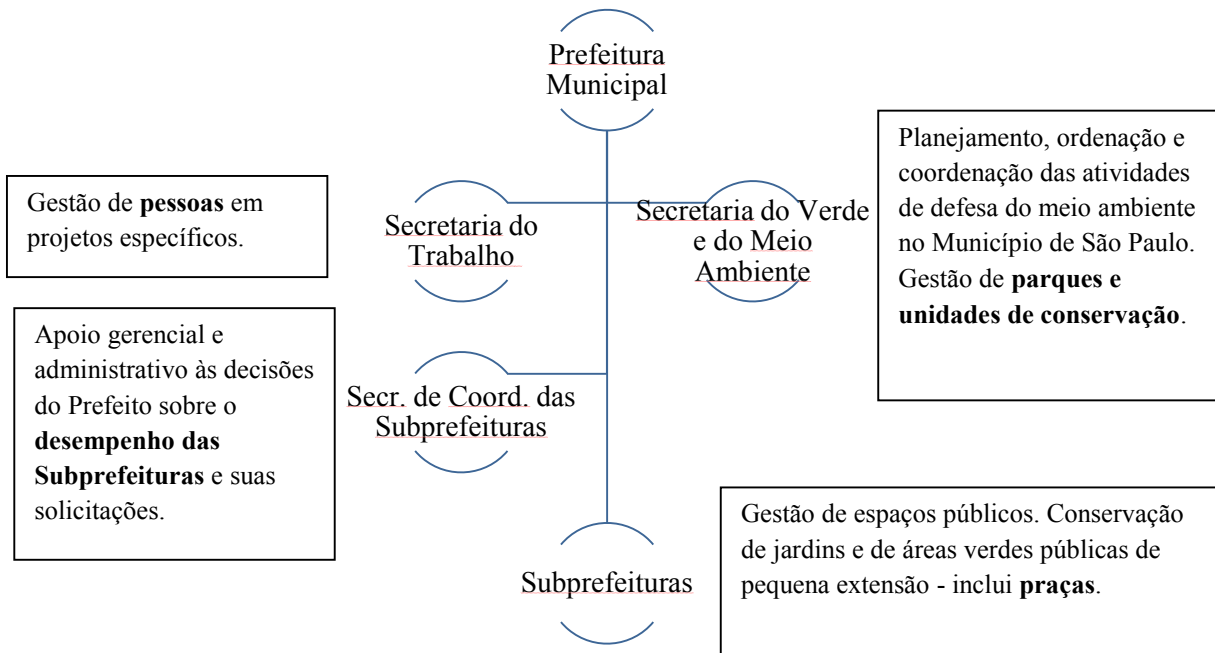 Prefeitura
Municipal
Gestão de pessoas em
projetos específicos.
Secretaria do
Trabalho
Secretaria do Verde
e do Meio
Ambiente
Planejamento, ordenação e
coordenação das atividades
de defesa do meio ambiente
no Município de São Paulo.
Gestão de parques e
unidades de conservação.
Apoio gerencial e
administrativo às decisões
do Prefeito sobre o
desempenho das
Subprefeituras e suas
solicitações.
Secr. de Coord. das
Subprefeituras
Subprefeituras
Gestão de espaços públicos. Conservação
de jardins e de áreas verdes públicas de
pequena extensão - inclui praças.